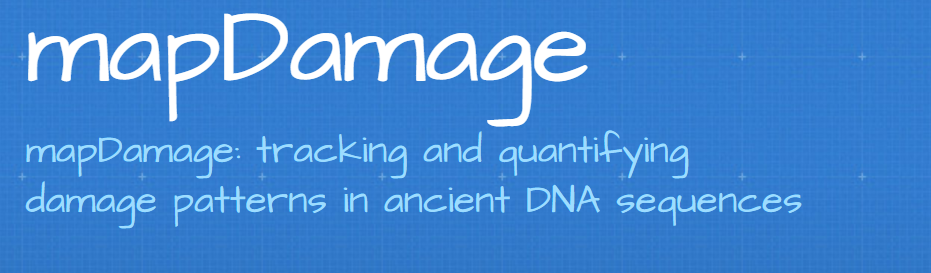 mapDamage
mapDamage: tracking and quantifying
damage patterns in ancient DNA sequences